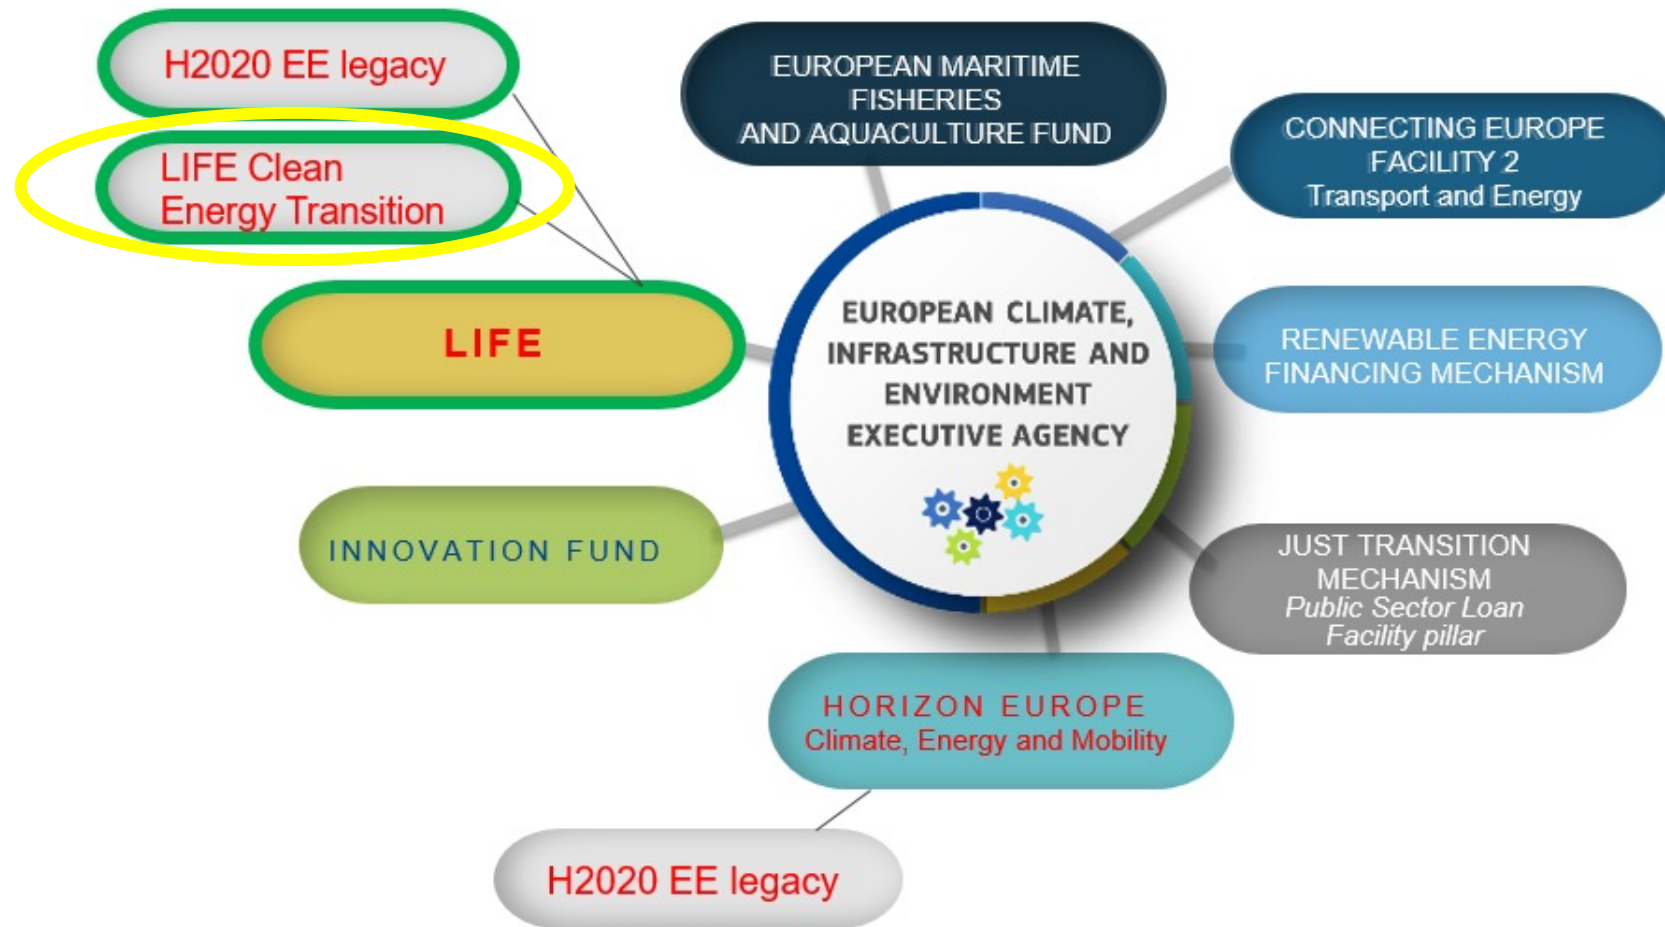 H2020 EE legacy
LIFE Clean
Energy Transition
LIFE
INNOVATION FUND
EUROPEAN MARITIME
FISHERIES
AND AQUACULTURE FUND
CONNECTING EUROPE
FACILITY 2
Transport and Energy
RENEWABLE ENERGY
FINANCING MECHANISM
JUST TRANSITION
MECHANISM
Public Sector Loan
Facility pillar
EUROPEAN CLIMATE,
INFRASTRUCTURE AND
ENVIRONMENT
EXECUTIVE AGENCY
HORIZON EUROPE
Climate, Energy and Mobility
H2020 EE legacy